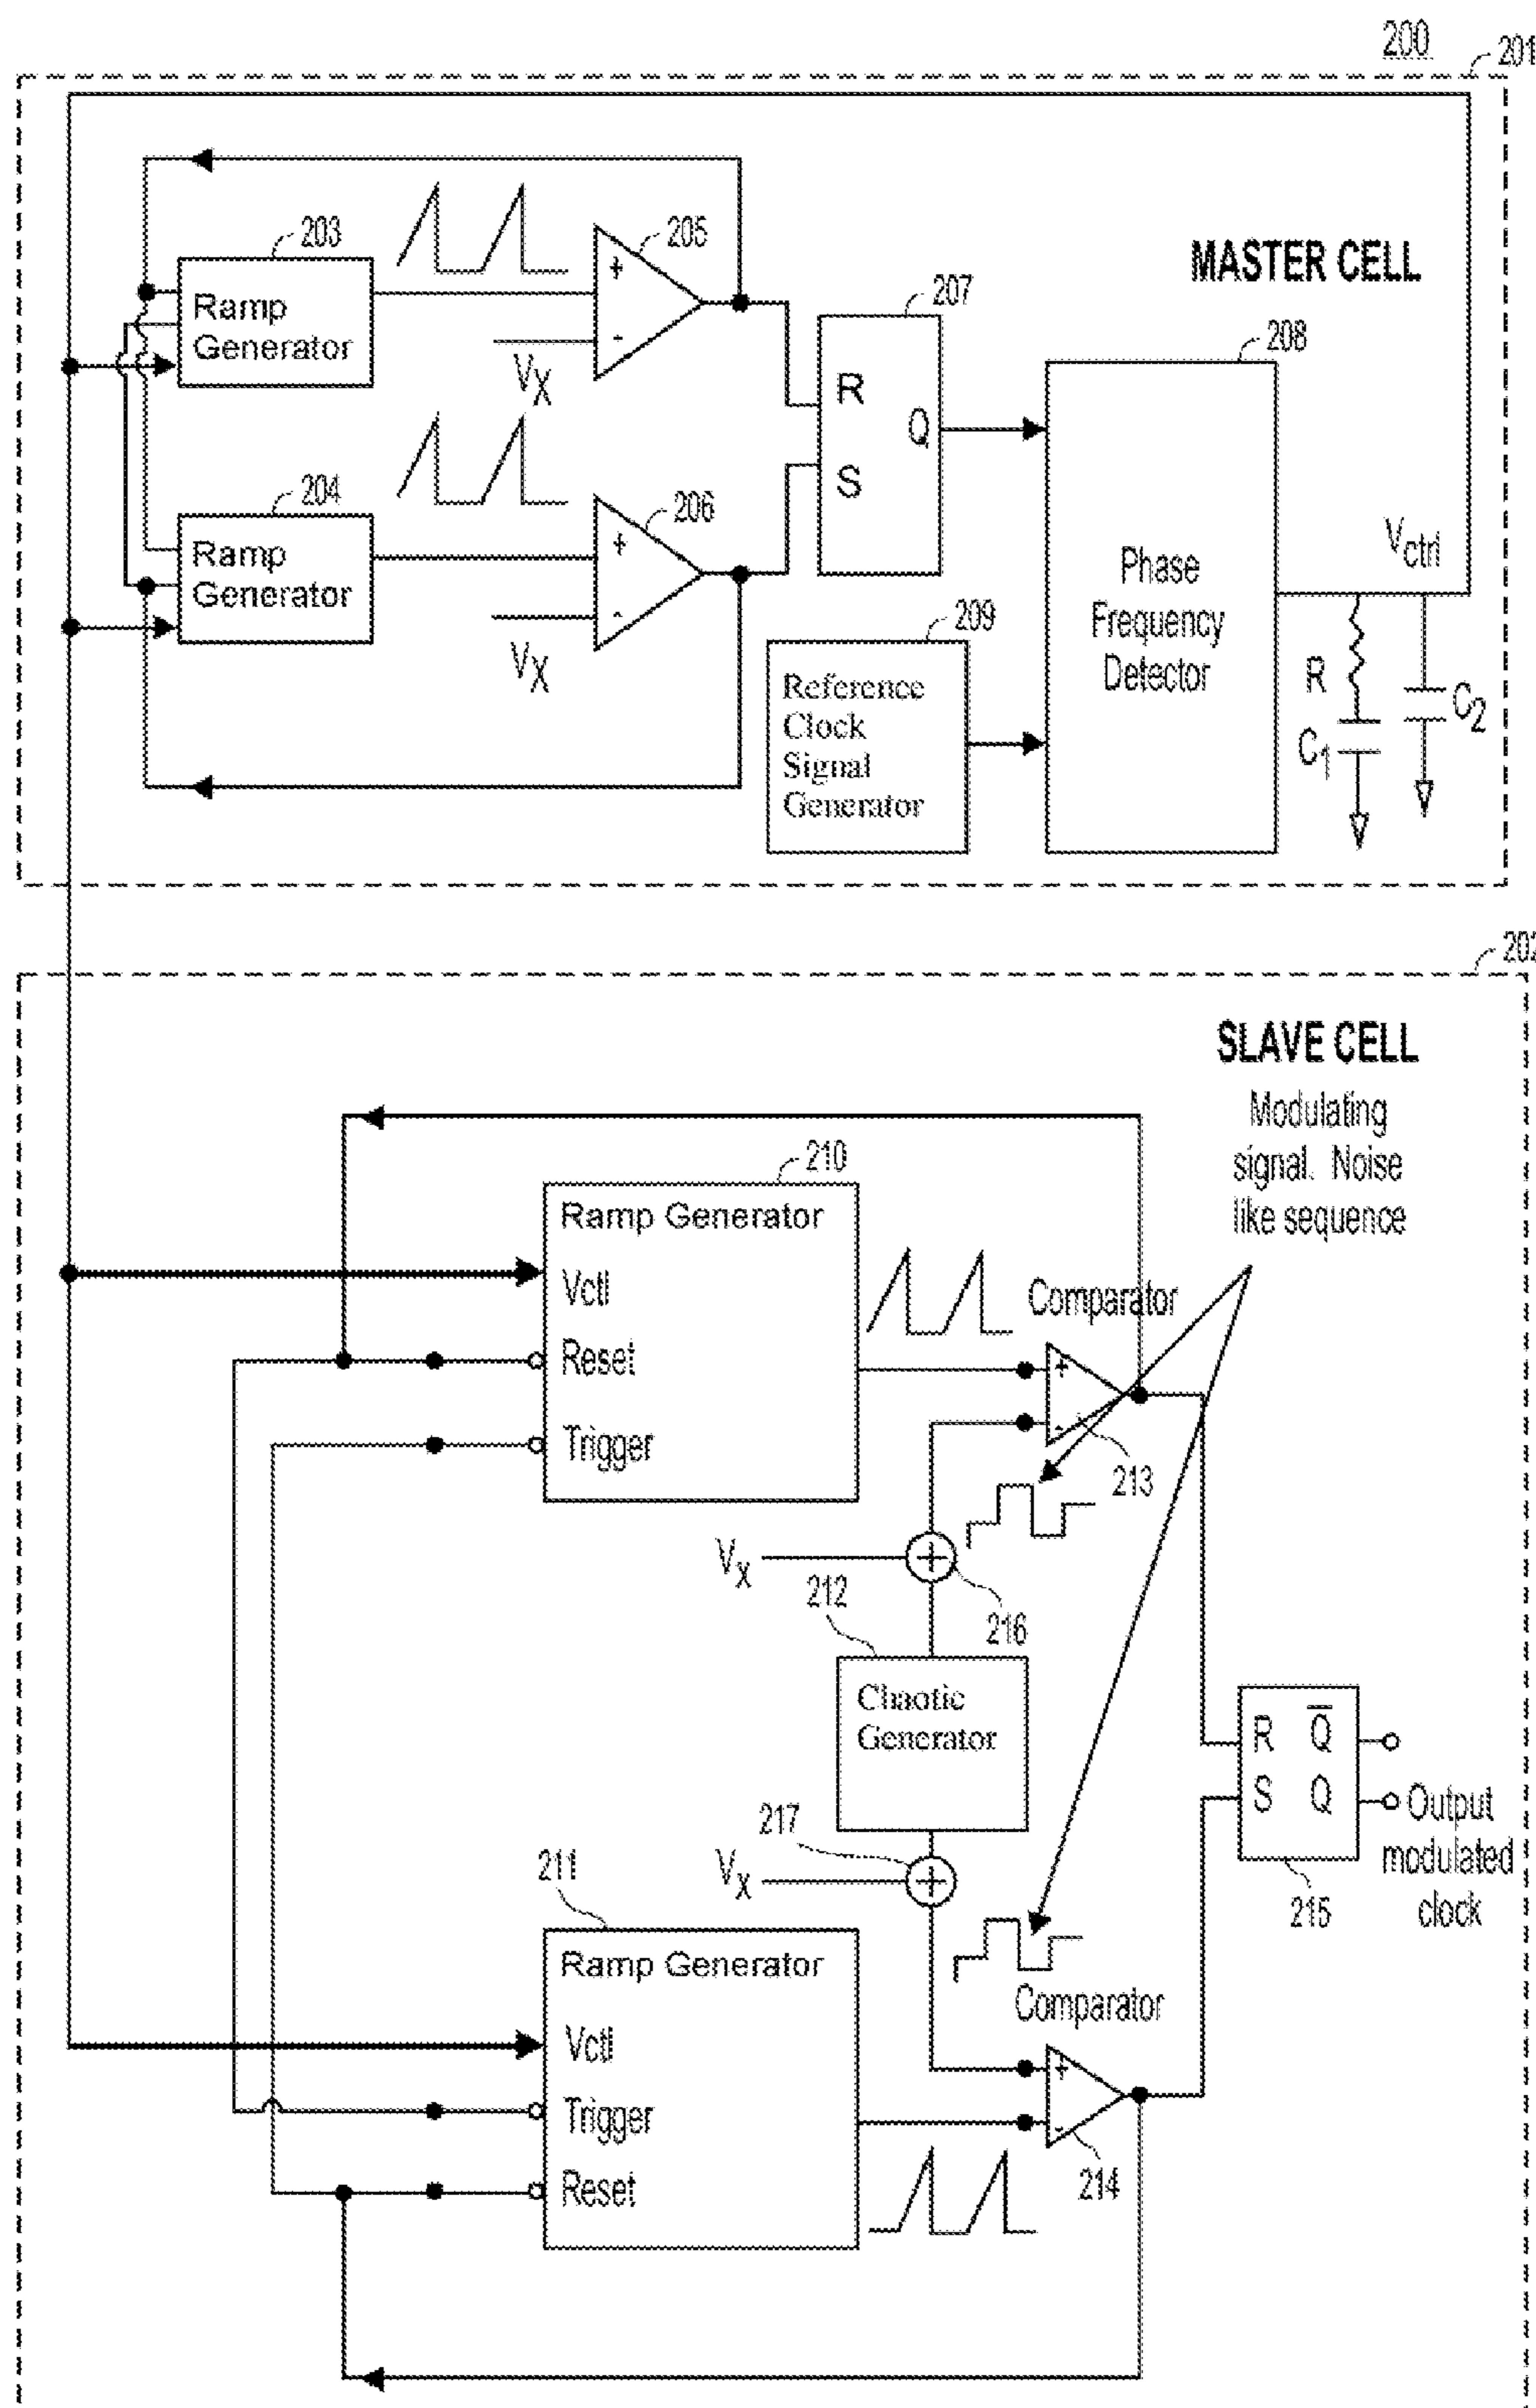 200
201
203
205
Ramp
Generator
+
-
VX
MASTER CELL
207
R
Q
S
208
Phase
Frequency
Detector
Vctrl
204
206
Ramp
Generator
+
-
VX
209
Reference
Clock
Signal
Generator
R
C1
C2
202
SLAVE CELL
Modulating
signal. Noise
like sequence
210
Ramp Generator
Vctl
Reset
Trigger
Comparator
+
-
213
VX
+
216
212
Chaotic
Generator
217
VX
+
R Q
S Q
Output
modulated
clock
215
211
Ramp Generator
Vctl
Trigger
Reset
Comparator
+
-
214